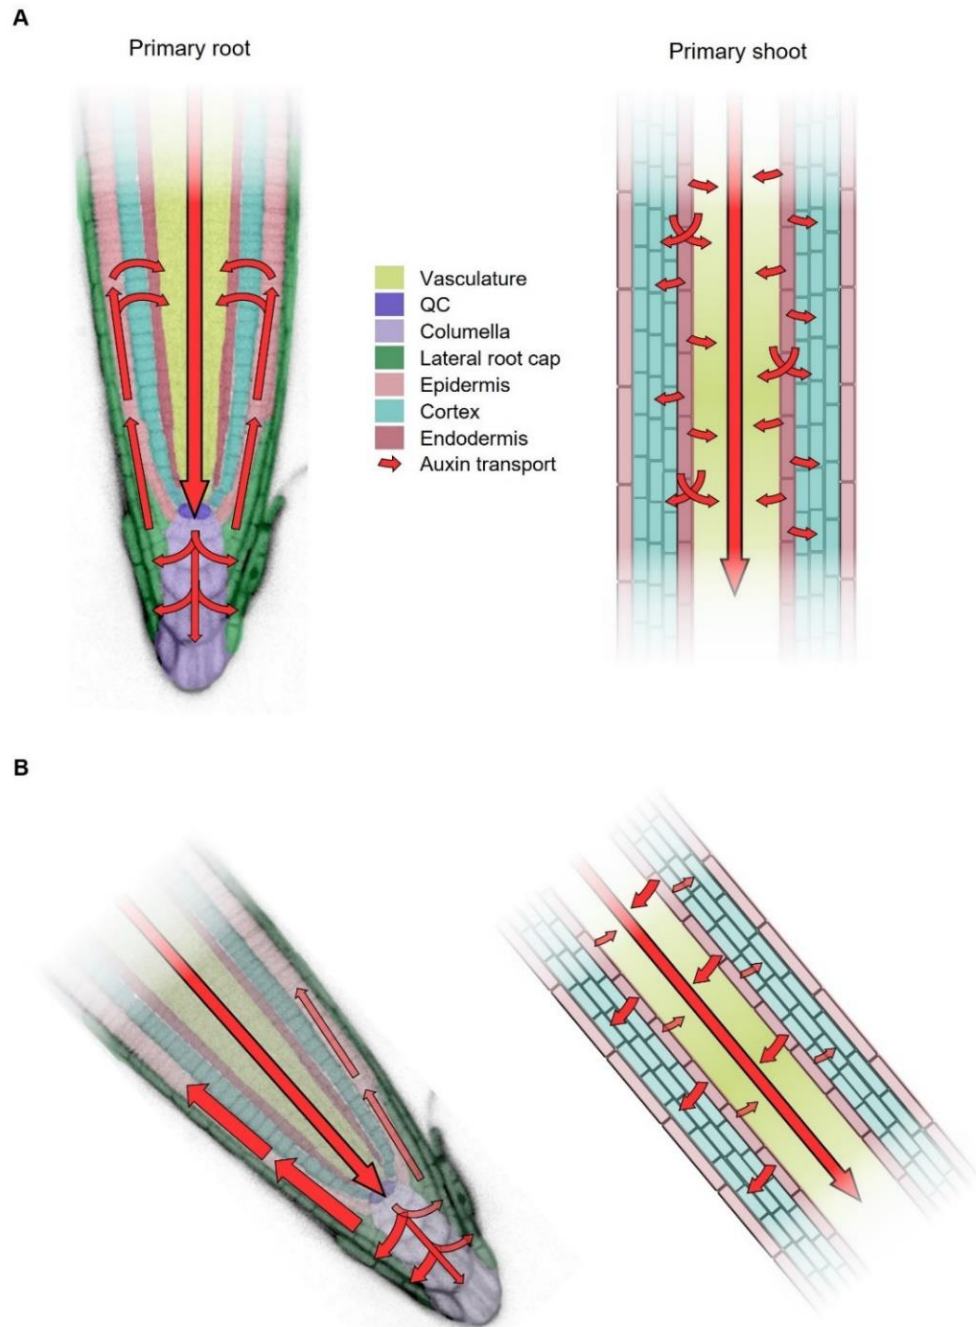 A
Primary root
Primary shoot
Vasculature
QC
Columella
Lateral root cap
Epidermis
Cortex
Endodermis
Auxin transport
B